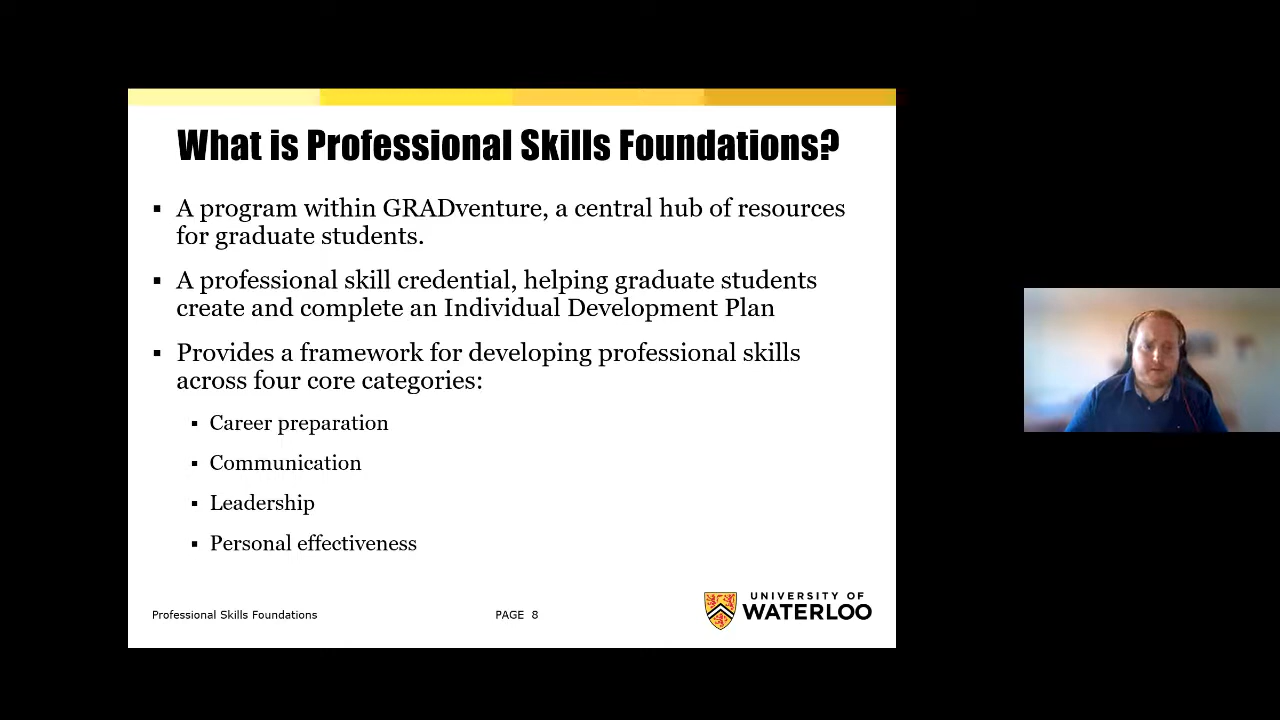 What is Professional Skills Foundations?
▪ A program within GRADventure, a central hub of resources
for graduate students.
▪ A professional skill credential, helping graduate students
create and complete an Individual Development Plan
▪ Provides a framework for developing professional skills
across four core categories:
▪ Career preparation
▪ Communication
▪ Leadership
▪ Personal effectiveness
Professional Skills Foundations
PAGE 8
UNIVERSITY OF
WATERLOO